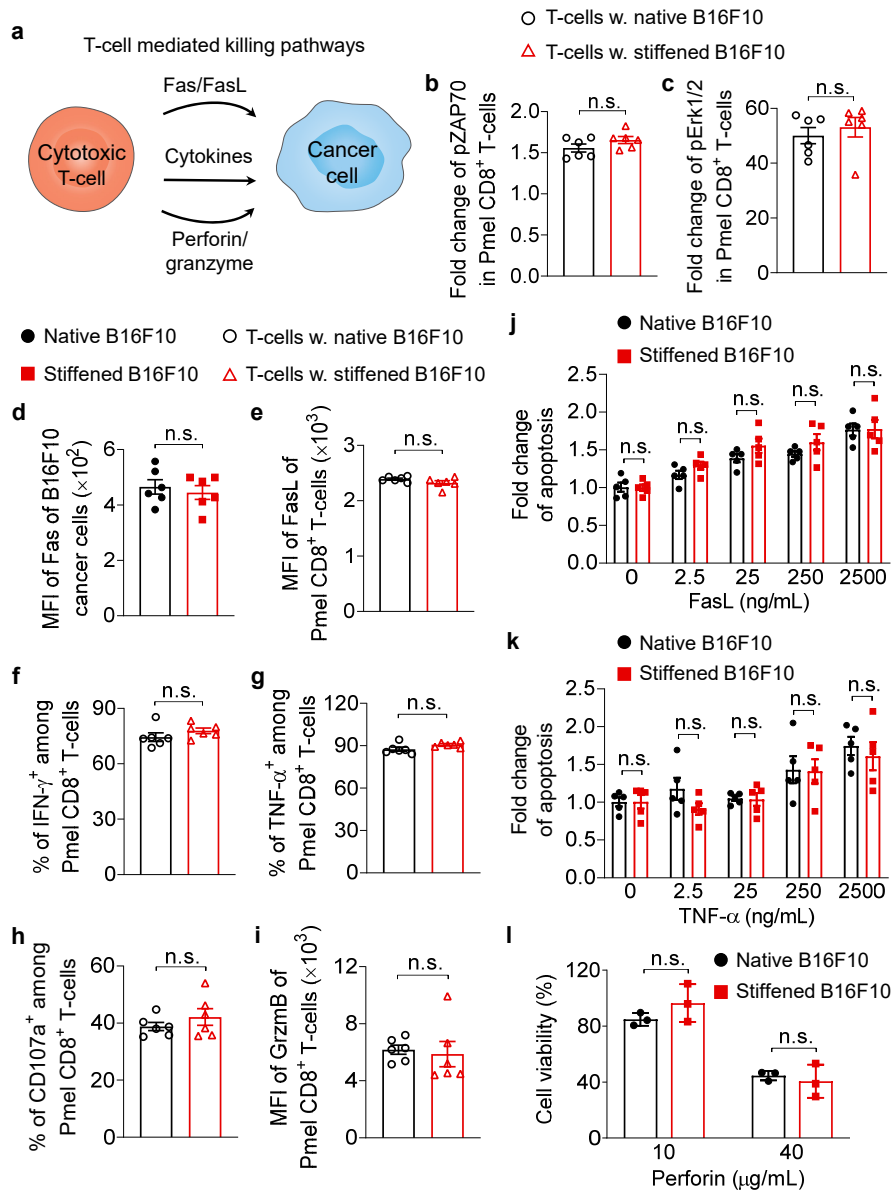 a
T-cell mediated killing pathways
Fas/FasL
Cytotoxic
T-cell
Cytokines
Cancer
cell
Perforin/
granzyme
T-cells w. native B16F10
T-cells w. stiffened B16F10
b
Fold change of pZAP70
in Pmel CD8⁺ T-cells
2.0
1.5
1.0
0.5
0.0
n.s.
c
Fold change of pErk1/2
in Pmel CD8⁺ T-cells
60
40
20
0
n.s.
Native B16F10
T-cells w. native B16F10
Stiffened B16F10
T-cells w. stiffened B16F10
d
MFI of Fas of B16F10
cancer cells (×10²)
6
4
2
0
n.s.
e
MFI of FasL of
Pmel CD8⁺ T-cells (×10³)
3
2
1
0
n.s.
f
% of IFN-γ⁺ among
Pmel CD8⁺ T-cells
90
60
30
0
n.s.
g
% of TNF-α⁺ among
Pmel CD8⁺ T-cells
120
90
60
30
0
n.s.
h
% of CD107a⁺ among
Pmel CD8⁺ T-cells
60
40
20
0
n.s.
i
MFI of GrzmB of
Pmel CD8⁺ T-cells (×10³)
12
9
6
3
0
n.s.
j
Native B16F10
Stiffened B16F10
Fold change
of apoptosis
2.5
2.0
1.5
1.0
0.5
0.0
n.s.
n.s.
n.s.
n.s.
n.s.
0 2.5 25 250 2500
FasL (ng/mL)
k
Native B16F10
Stiffened B16F10
Fold change
of apoptosis
2.5
2.0
1.5
1.0
0.5
0.0
n.s.
n.s.
n.s.
n.s.
n.s.
0 2.5 25 250 2500
TNF-α (ng/mL)
l
Native B16F10
Stiffened B16F10
Cell viability (%)
120
80
40
0
n.s.
n.s.
10 40
Perforin (μg/mL)